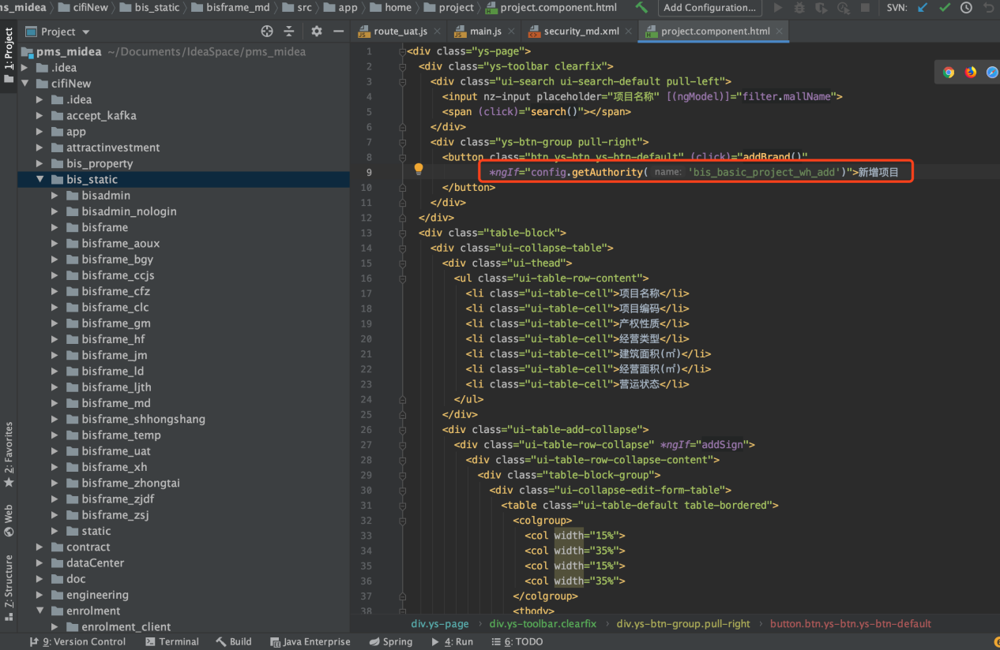 pms_midea cifiNew bis_static bisframe_md src app home project project.component.html Add Configuration... SVN:
Project route_uat.js main.js security_md.xml project.component.html
1: Project
2: Favorites
Web
Z: Structure
pms_midea ~/Documents/IdeaSpace/pms_midea
.idea
cifiNew
.idea
accept_kafka
app
attractinvestment
bis_property
bis_static
bisadmin
bisadmin_nologin
bisframe
bisframe_aoux
bisframe_bgy
bisframe_ccjs
bisframe_cfz
bisframe_clc
bisframe_gm
bisframe_hf
bisframe_jm
bisframe_ld
bisframe_ljth
bisframe_md
bisframe_shhongshang
bisframe_temp
bisframe_uat
bisframe_xh
bisframe_zhongtai
bisframe_zjdf
bisframe_zsj
static
contract
dataCenter
doc
engineering
enrolment
enrolment_client
1 <div class="ys-page">
2 <div class="ys-toolbar clearfix">
3 <div class="ui-search ui-search-default pull-left">
4 <input nz-input placeholder="项目名称" [(ngModel)]="filter.mallName">
5 <span (click)="search()"></span>
6 </div>
7 <div class="ys-btn-group pull-right">
8 <button class="btn ys-btn ys-btn-default" (click)="addBrand()"
9 *ngIf="config.getAuthority( name: 'bis_basic_project_wh_add')">新增项目
10 </button>
11 </div>
12 </div>
13 <div class="table-block">
14 <div class="ui-collapse-table">
15 <div class="ui-thead">
16 <ul class="ui-table-row-content">
17 <li class="ui-table-cell">项目名称</li>
18 <li class="ui-table-cell">项目编码</li>
19 <li class="ui-table-cell">产权性质</li>
20 <li class="ui-table-cell">经营类型</li>
21 <li class="ui-table-cell">建筑面积(㎡)</li>
22 <li class="ui-table-cell">经营面积(㎡)</li>
23 <li class="ui-table-cell">营运状态</li>
24 </ul>
25 </div>
26 <div class="ui-table-add-collapse">
27 <div class="ui-table-row-collapse" *ngIf="addSign">
28 <div class="ui-table-row-collapse-content">
29 <div class="table-block-group">
30 <div class="ui-collapse-edit-form-table">
31 <table class="ui-table-default table-bordered">
32 <colgroup>
33 <col width="15%">
34 <col width="35%">
35 <col width="15%">
36 <col width="35%">
37 </colgroup>
38 <tbody>
div.ys-page div.ys-toolbar.clearfix div.ys-btn-group.pull-right button.btn.ys-btn.ys-btn-default
9: Version Control Terminal Build Java Enterprise Spring 4: Run 6: TODO